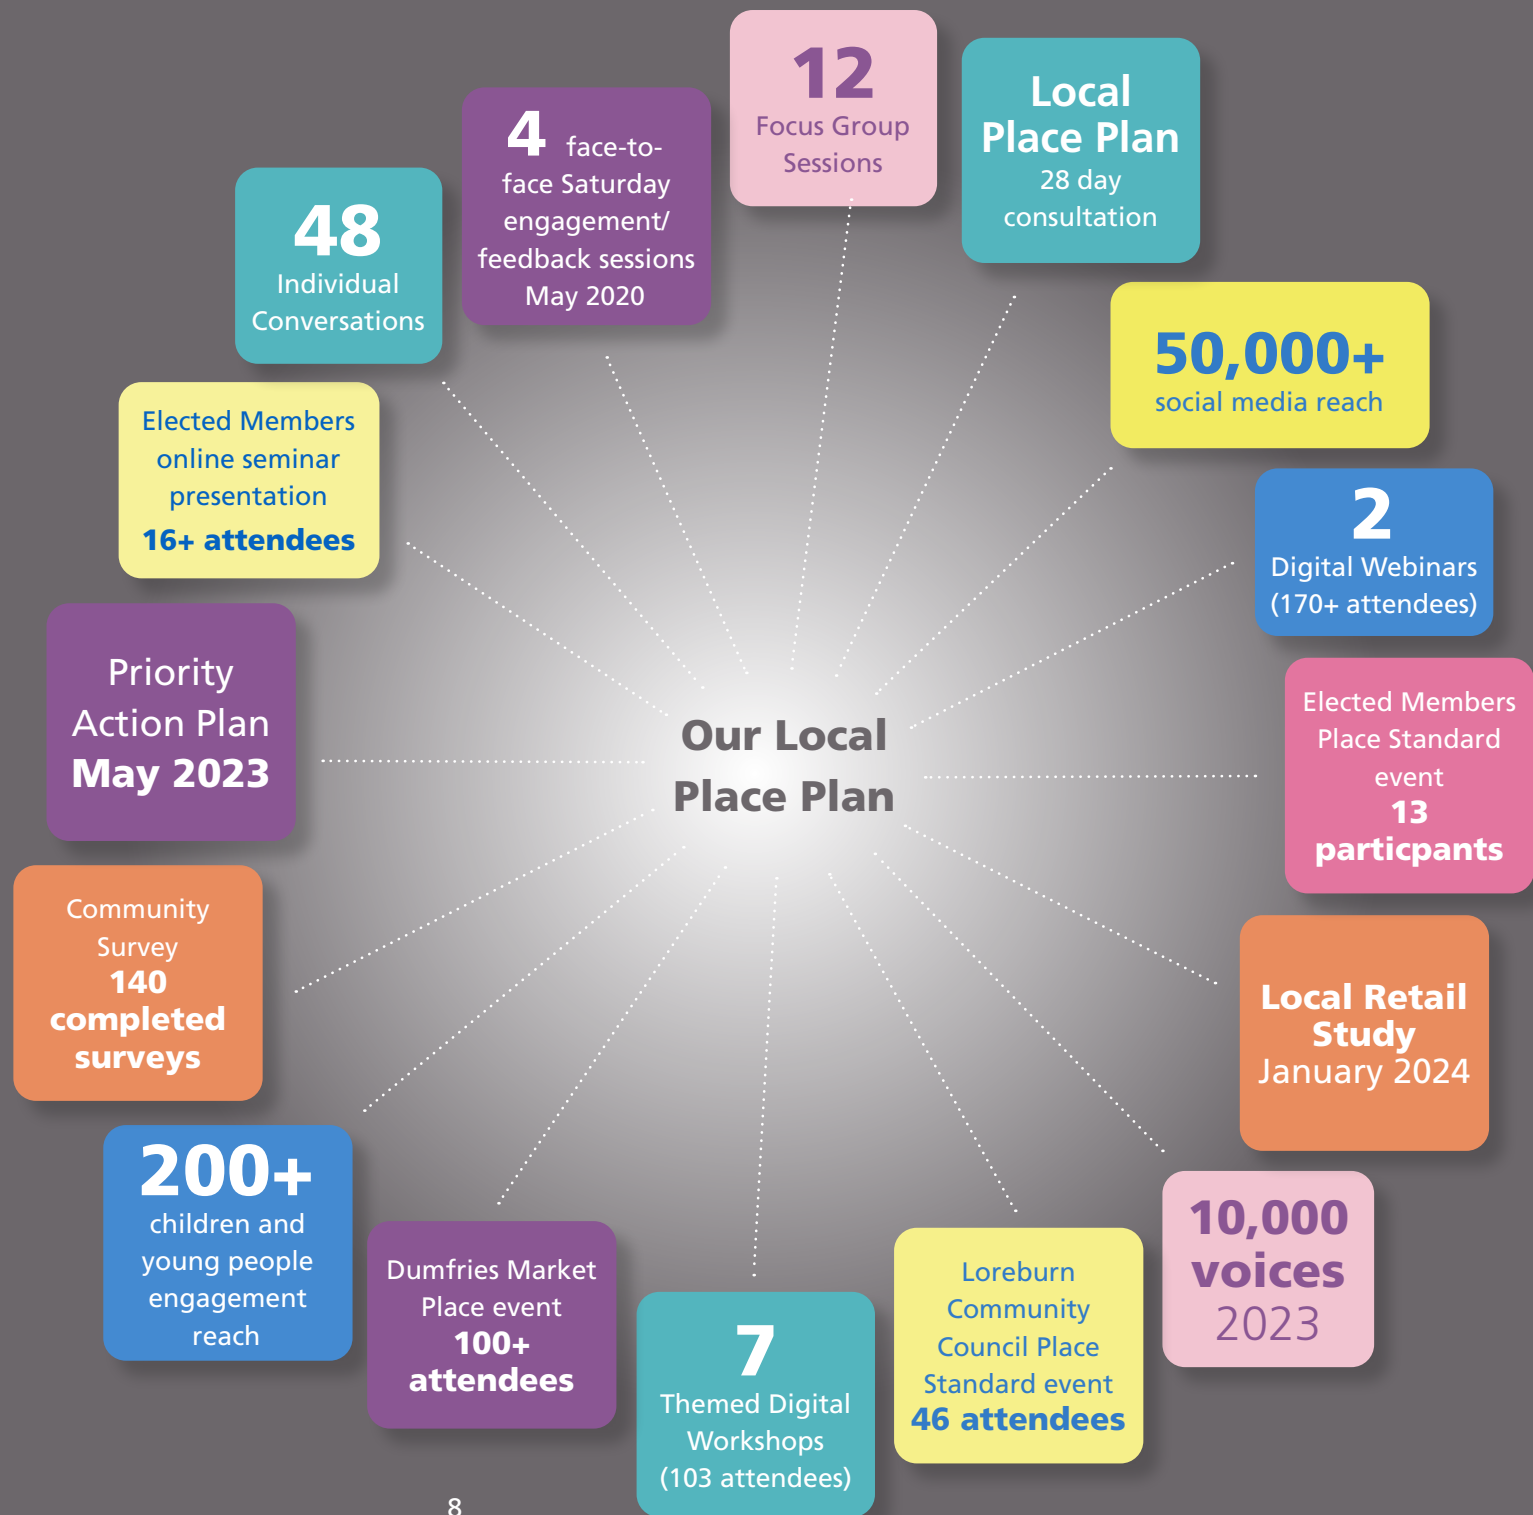 12
Focus Group
Sessions
Local
Place Plan
28 day
consultation
50,000+
social media reach
2
Digital Webinars
(170+ attendees)
Elected Members
Place Standard
event
13
particpants
Local Retail
Study
January 2024
10,000
voices
2023
Loreburn
Community
Council Place
Standard event
46 attendees
7
Themed Digital
Workshops
(103 attendees)
Dumfries Market
Place event
100+
attendees
200+
children and
young people
engagement
reach
Community
Survey
140
completed
surveys
Priority
Action Plan
May 2023
Elected Members
online seminar
presentation
16+ attendees
48
Individual
Conversations
4 face-to-
face Saturday
engagement/
feedback sessions
May 2020
Our Local
Place Plan
8